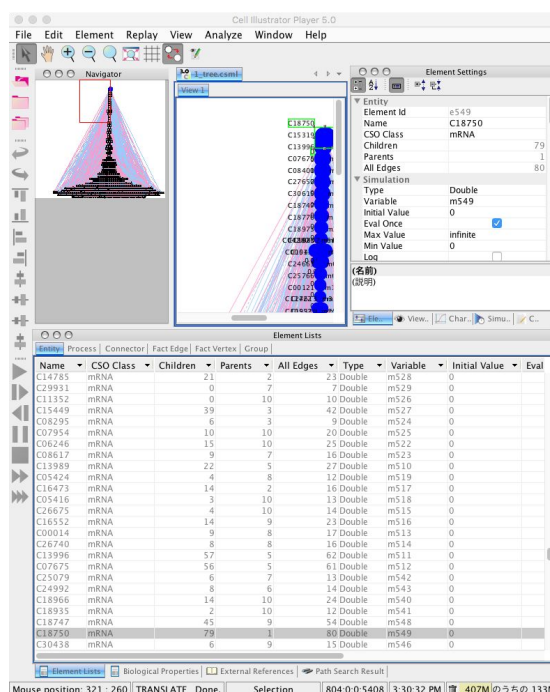 Cell Illustrator Player 5.0
File Edit Element Replay View Analyze Window Help
Navigator
1_tree.csml
View 1
C18750
C15319
C1399
C0767
C0840
C2765
C3061
C1874
C1877
C1897
Element Settings
Entity
Element Id e549
Name C18750
CSO Class mRNA
Children 79
Parents 1
All Edges 80
Simulation
Type Double
Variable m549
Initial Value 0
Eval Once
Max Value infinite
Min Value 0
Log
(名前)
(説明)
Ele.. View.. Char.. Simu.. C..
Element Lists
Entity Process Connector Fact Edge Fact Vertex Group
Name CSO Class Children Parents All Edges Type Variable Initial Value Eval
C14785 mRNA 21 2 23 Double m528 0
C29931 mRNA 0 7 7 Double m529 0
C11352 mRNA 0 10 10 Double m526 0
C15449 mRNA 39 3 42 Double m527 0
C08295 mRNA 6 3 9 Double m524 0
C07954 mRNA 10 10 20 Double m525 0
C06246 mRNA 15 10 25 Double m522 0
C08617 mRNA 9 7 16 Double m523 0
C13989 mRNA 22 5 27 Double m510 0
C05424 mRNA 4 8 12 Double m519 0
C16473 mRNA 14 2 16 Double m517 0
C05416 mRNA 3 10 13 Double m518 0
C26675 mRNA 4 10 14 Double m515 0
C16552 mRNA 14 9 23 Double m516 0
C00014 mRNA 9 8 17 Double m513 0
C26740 mRNA 8 8 16 Double m514 0
C13996 mRNA 57 5 62 Double m511 0
C07675 mRNA 56 5 61 Double m512 0
C25079 mRNA 6 7 13 Double m542 0
C24992 mRNA 8 6 14 Double m543 0
C18966 mRNA 14 10 24 Double m540 0
C18935 mRNA 2 10 12 Double m541 0
C18747 mRNA 45 9 54 Double m548 0
C18750 mRNA 79 1 80 Double m549 0
C30438 mRNA 6 9 15 Double m546 0
Element Lists Biological Properties External References Path Search Result
Mouse position: 321 : 260 TRANSLATE Done. Selection 804:0:0:5408 3:30:32 PM 407Mのうちの 1335